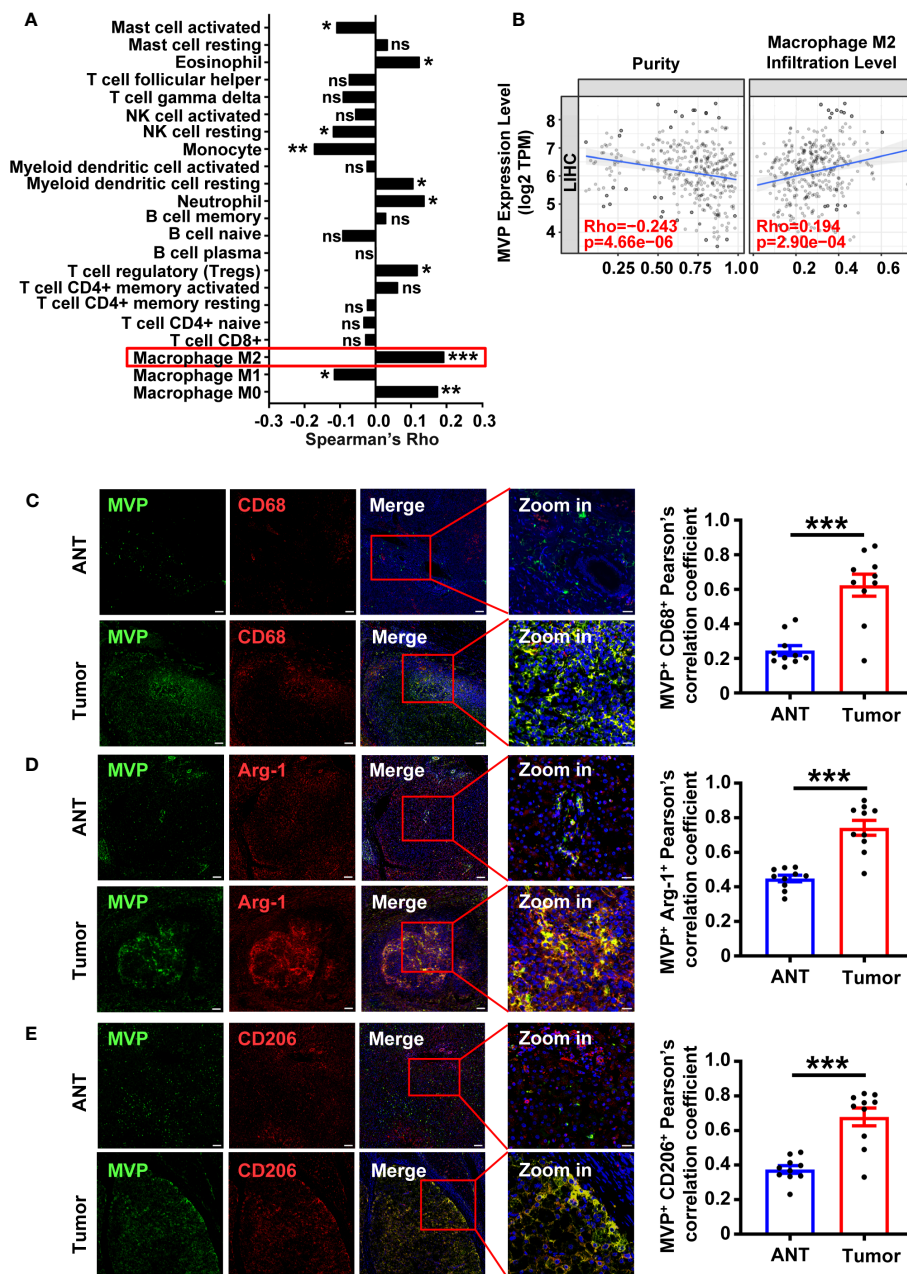 A
Mast cell activated
*
Mast cell resting
ns
Eosinophil
*
T cell follicular helper
ns
T cell gamma delta
ns
NK cell activated
ns
NK cell resting
*
Monocyte
**
Myeloid dendritic cell activated
ns
Myeloid dendritic cell resting
*
Neutrophil
*
B cell memory
ns
B cell naive
ns
B cell plasma
ns
T cell regulatory (Tregs)
*
T cell CD4+ memory activated
ns
T cell CD4+ memory resting
ns
T cell CD4+ naive
ns
T cell CD8+
ns
Macrophage M2
***
Macrophage M1
*
Macrophage M0
**
-0.3 -0.2 -0.1 0.0 0.1 0.2 0.3
Spearman's Rho
B
Purity
Macrophage M2
Infiltration Level
MVP Expression Level
(log2 TPM)
LIHC
8
7
6
5
4
Rho=−0.243
p=4.66e−06
Rho=0.194
p=2.90e−04
0.25 0.50 0.75 1.0
0.0 0.2 0.4 0.6
C
ANT
MVP
CD68
Merge
Zoom in
Tumor
MVP
CD68
Merge
Zoom in
MVP+ CD68+ Pearson's
correlation coefficient
1.0
0.8
0.6
0.4
0.2
0
***
ANT Tumor
D
ANT
MVP
Arg-1
Merge
Zoom in
Tumor
MVP
Arg-1
Merge
Zoom in
MVP+ Arg-1+ Pearson's
correlation coefficient
1.0
0.8
0.6
0.4
0.2
0
***
ANT Tumor
E
ANT
MVP
CD206
Merge
Zoom in
Tumor
MVP
CD206
Merge
Zoom in
MVP+ CD206+ Pearson's
correlation coefficient
1.0
0.8
0.6
0.4
0.2
0
***
ANT Tumor